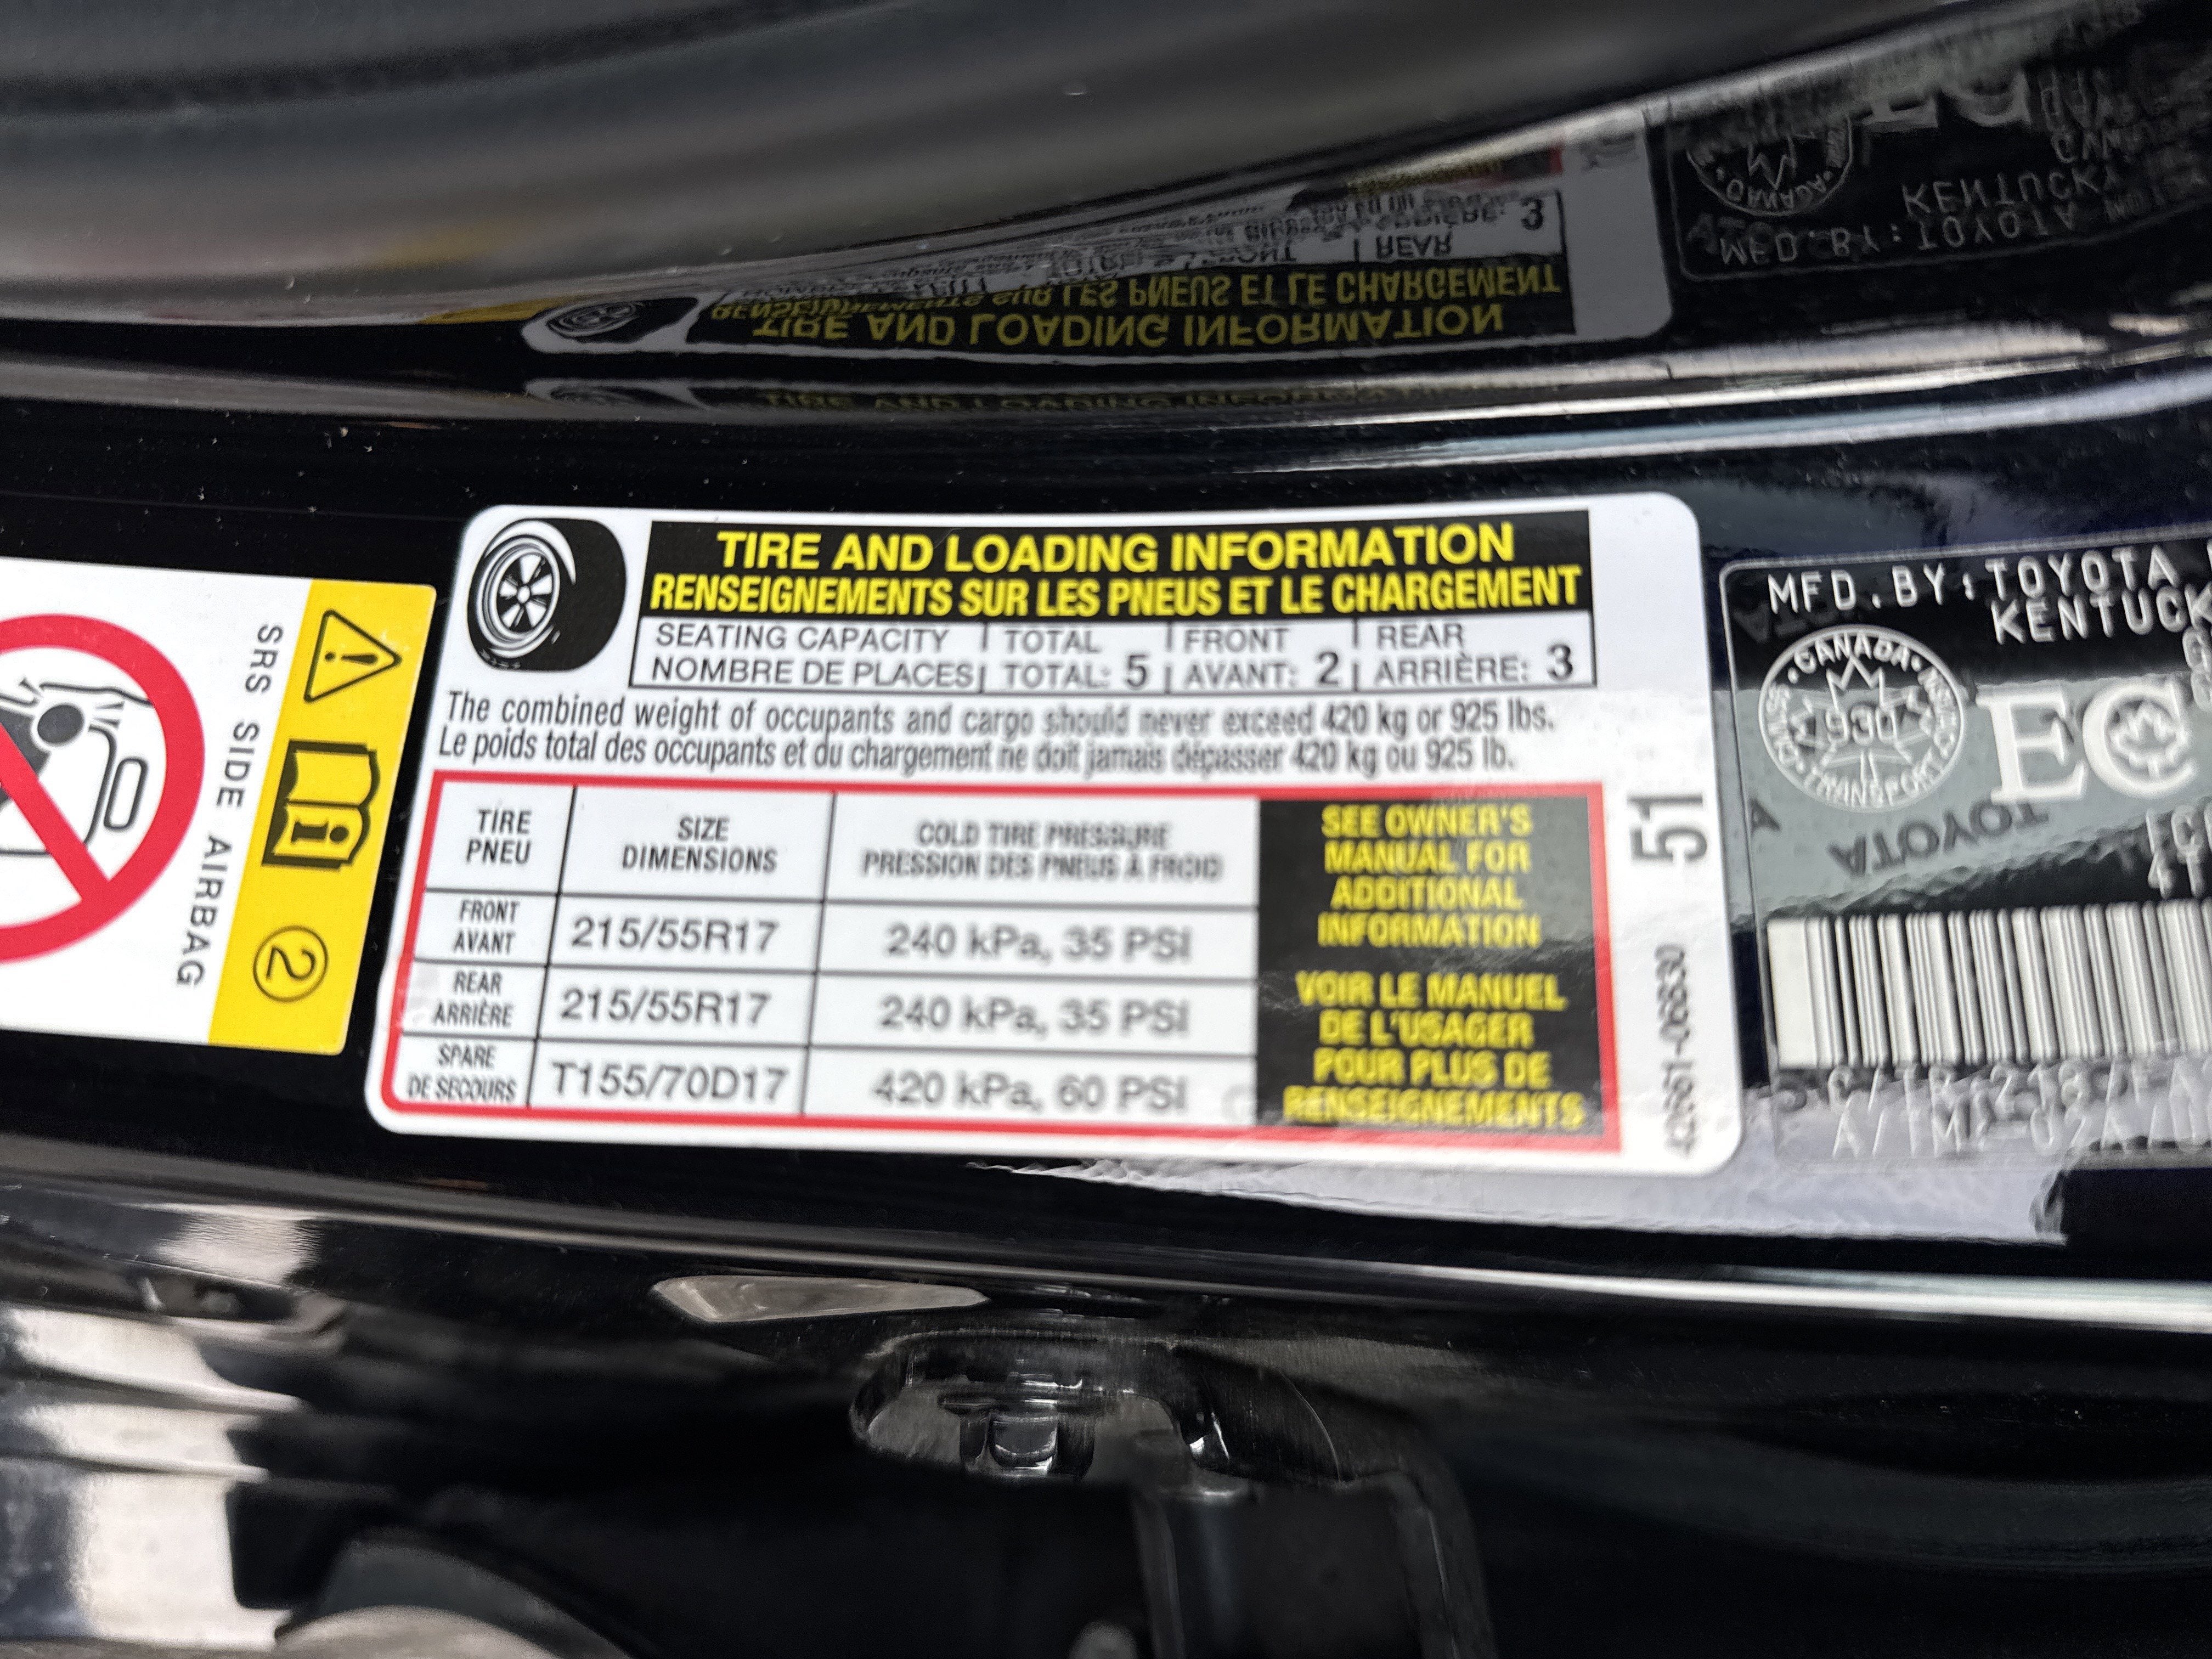 SRS SIDE AIRBAG
2
TIRE AND LOADING INFORMATION
RENSEIGNEMENTS SUR LES PNEUS ET LE CHARGEMENT
SEATING CAPACITY TOTAL FRONT REAR
NOMBRE DE PLACES TOTAL: 5 AVANT: 2 ARRIÈRE: 3
The combined weight of occupants and cargo should never exceed 420 kg or 925 lbs.
Le poids total des occupants et du chargement ne doit jamais dépasser 420 kg ou 925 lb.
TIRE SIZE COLD TIRE PRESSURE
PNEU DIMENSIONS PRESSION DES PNEUS À FROID
FRONT
AVANT 215/55R17 240 kPa, 35 PSI
REAR
ARRIÈRE 215/55R17 240 kPa, 35 PSI
SPARE
DE SECOURS T155/70D17 420 kPa, 60 PSI
SEE OWNER'S
MANUAL FOR
ADDITIONAL
INFORMATION
VOIR LE MANUEL
DE L'USAGER
POUR PLUS DE
RENSEIGNEMENTS
51
MFD.BY:TOYOTA
CANADA
TRANSPORT
930
TOYOTA
TIRE AND LOADING INFORMATION
RENSEIGNEMENTS SUR LES PNEUS ET LE CHARGEMENT
REAR
3
MFD.BY:TOYOTA
KENTUCKY
CANADA